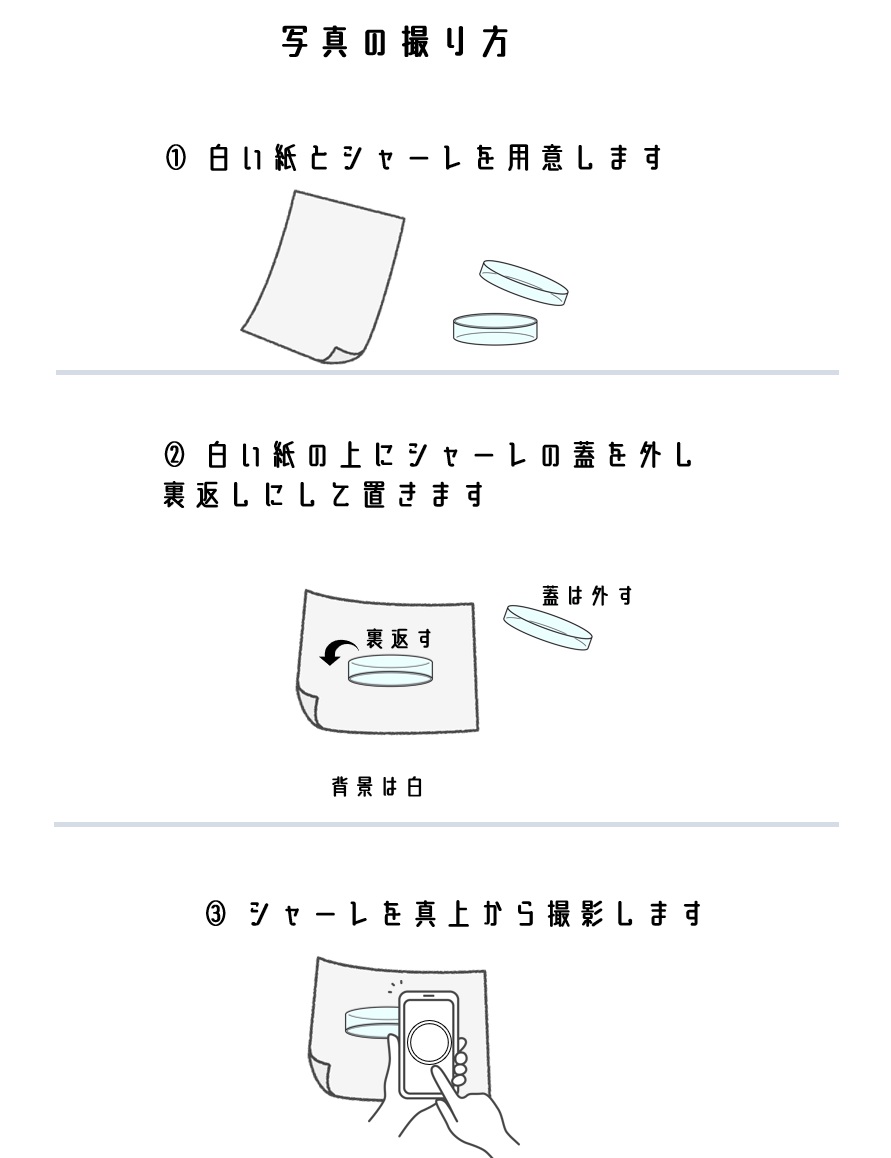 写真の撮り方
① 白い紙とシャーレを用意します
② 白い紙の上にシャーレの蓋を外し
裏返しにして置きます
蓋は外す
裏返す
背景は白
③ シャーレを真上から撮影します